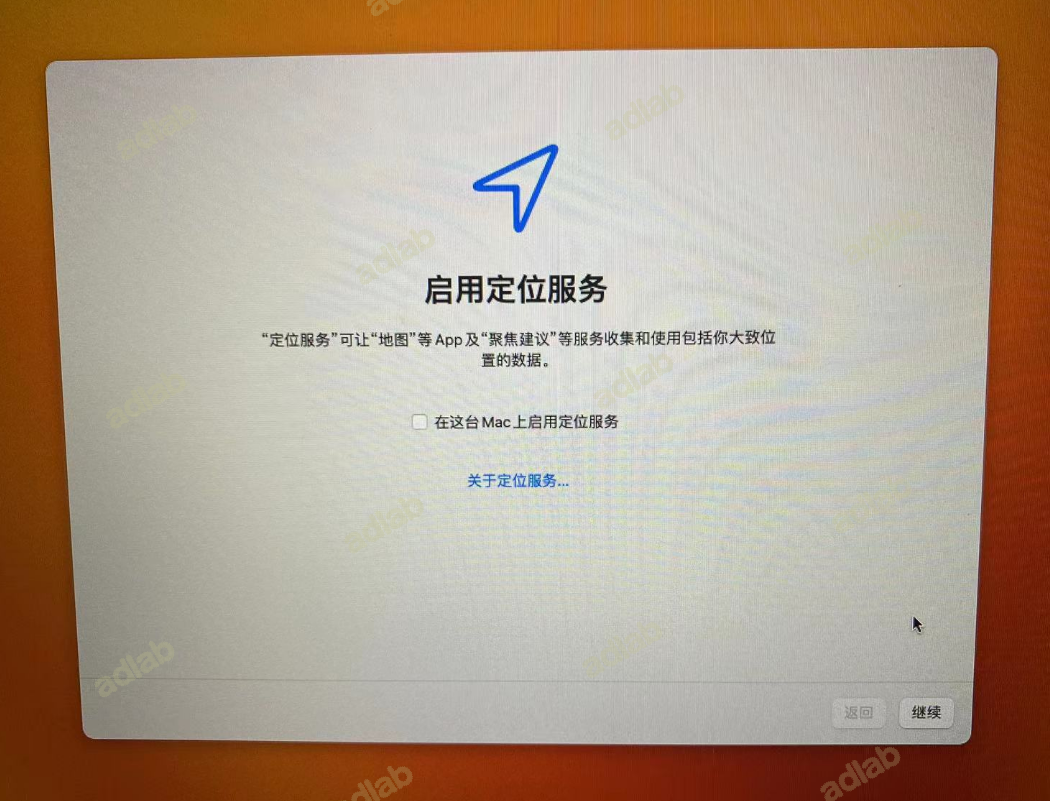 adlab
adlab
adlab
启用定位服务
“定位服务”可让“地图”等 App 及“聚焦建议”等服务收集和使用包括你大致位
置的数据。
adlab
在这台 Mac 上启用定位服务
关于定位服务...
adlab
adlab
返回
继续
adlab
adlab